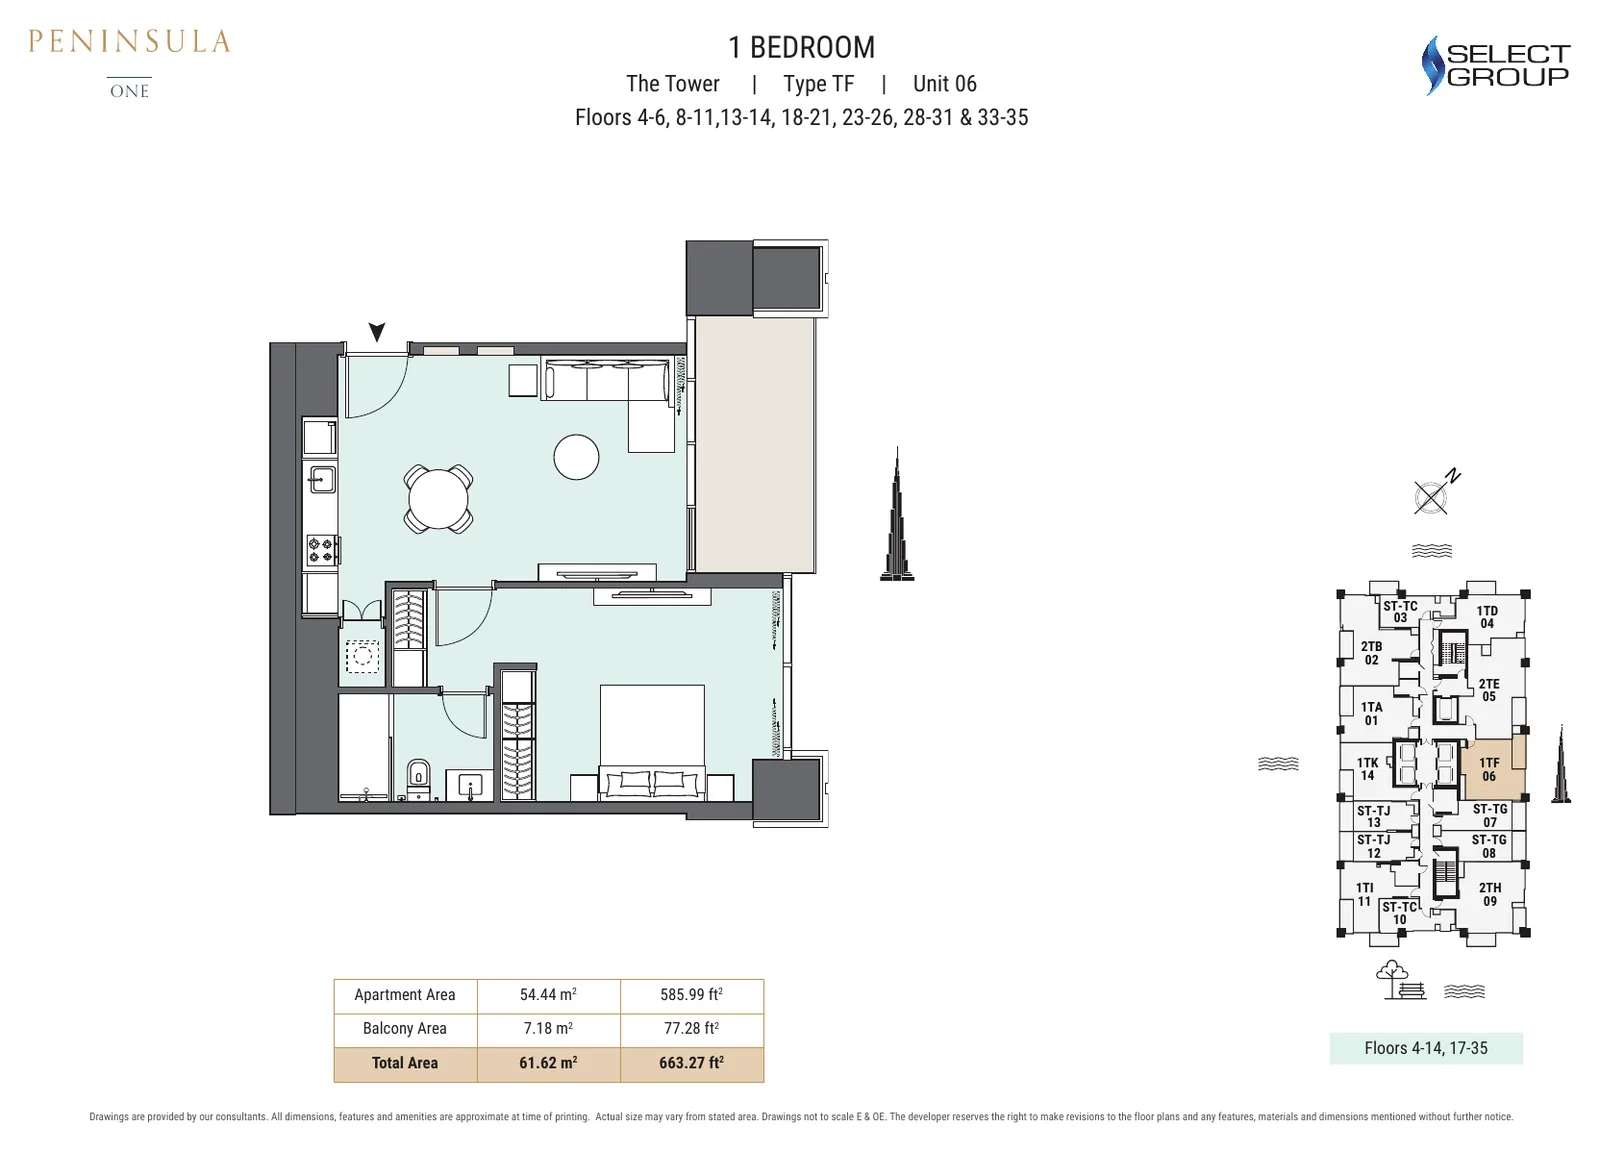 PENINSULA
ONE
1 BEDROOM
The Tower | Type TF | Unit 06
Floors 4-6, 8-11,13-14, 18-21, 23-26, 28-31 & 33-35
SELECT
GROUP
N
ST-TC
03
1TD
04
2TB
02
2TE
05
1TA
01
1TK
14
1TF
06
ST-TJ
13
ST-TG
07
ST-TJ
12
ST-TG
08
1TI
11
2TH
09
ST-TC
10
Floors 4-14, 17-35
Apartment Area 54.44 m² 585.99 ft²
Balcony Area 7.18 m² 77.28 ft²
Total Area 61.62 m² 663.27 ft²
Drawings are provided by our consultants. All dimensions, features and amenities are approximate at time of printing. Actual size may vary from stated area. Drawings not to scale E & OE. The developer reserves the right to make revisions to the floor plans and any features, materials and dimensions mentioned without further notice.